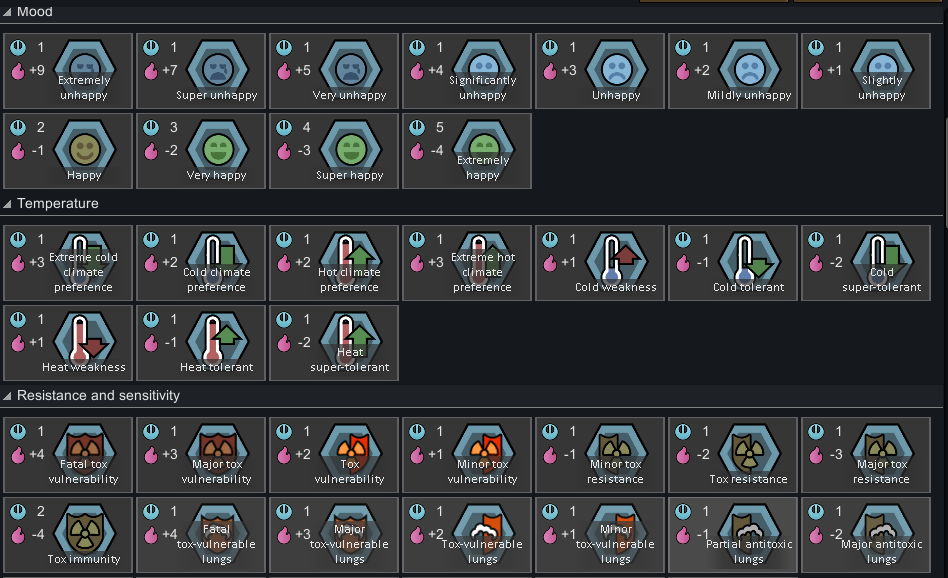 Mood
1
+9
Extremely
unhappy
1
+7
Super unhappy
1
+5
Very unhappy
1
+4
Significantly
unhappy
1
+3
Unhappy
1
+2
Mildly unhappy
1
+1
Slightly
unhappy
2
-1
Happy
3
-2
Very happy
4
-3
Super happy
5
-4
Extremely
happy
Temperature
1
+3
Extreme cold
climate
preference
1
+2
Cold climate
preference
1
+2
Hot climate
preference
1
+3
Extreme hot
climate
preference
1
+1
Cold weakness
1
-1
Cold tolerant
1
-2
Cold
super-tolerant
1
+1
Heat weakness
1
-1
Heat tolerant
1
-2
Heat
super-tolerant
Resistance and sensitivity
1
+4
Fatal tox
vulnerability
1
+3
Major tox
vulnerability
1
+2
Tox
vulnerability
1
+1
Minor tox
vulnerability
1
-1
Minor tox
resistance
1
-2
Tox resistance
1
-3
Major tox
resistance
2
-4
Tox immunity
1
+4
Fatal
tox-vulnerable
lungs
1
+3
Major
tox-vulnerable
lungs
1
+2
Tox-vulnerable
lungs
1
+1
Minor
tox-vulnerable
lungs
1
-1
Partial antitoxic
lungs
1
-2
Major antitoxic
lungs